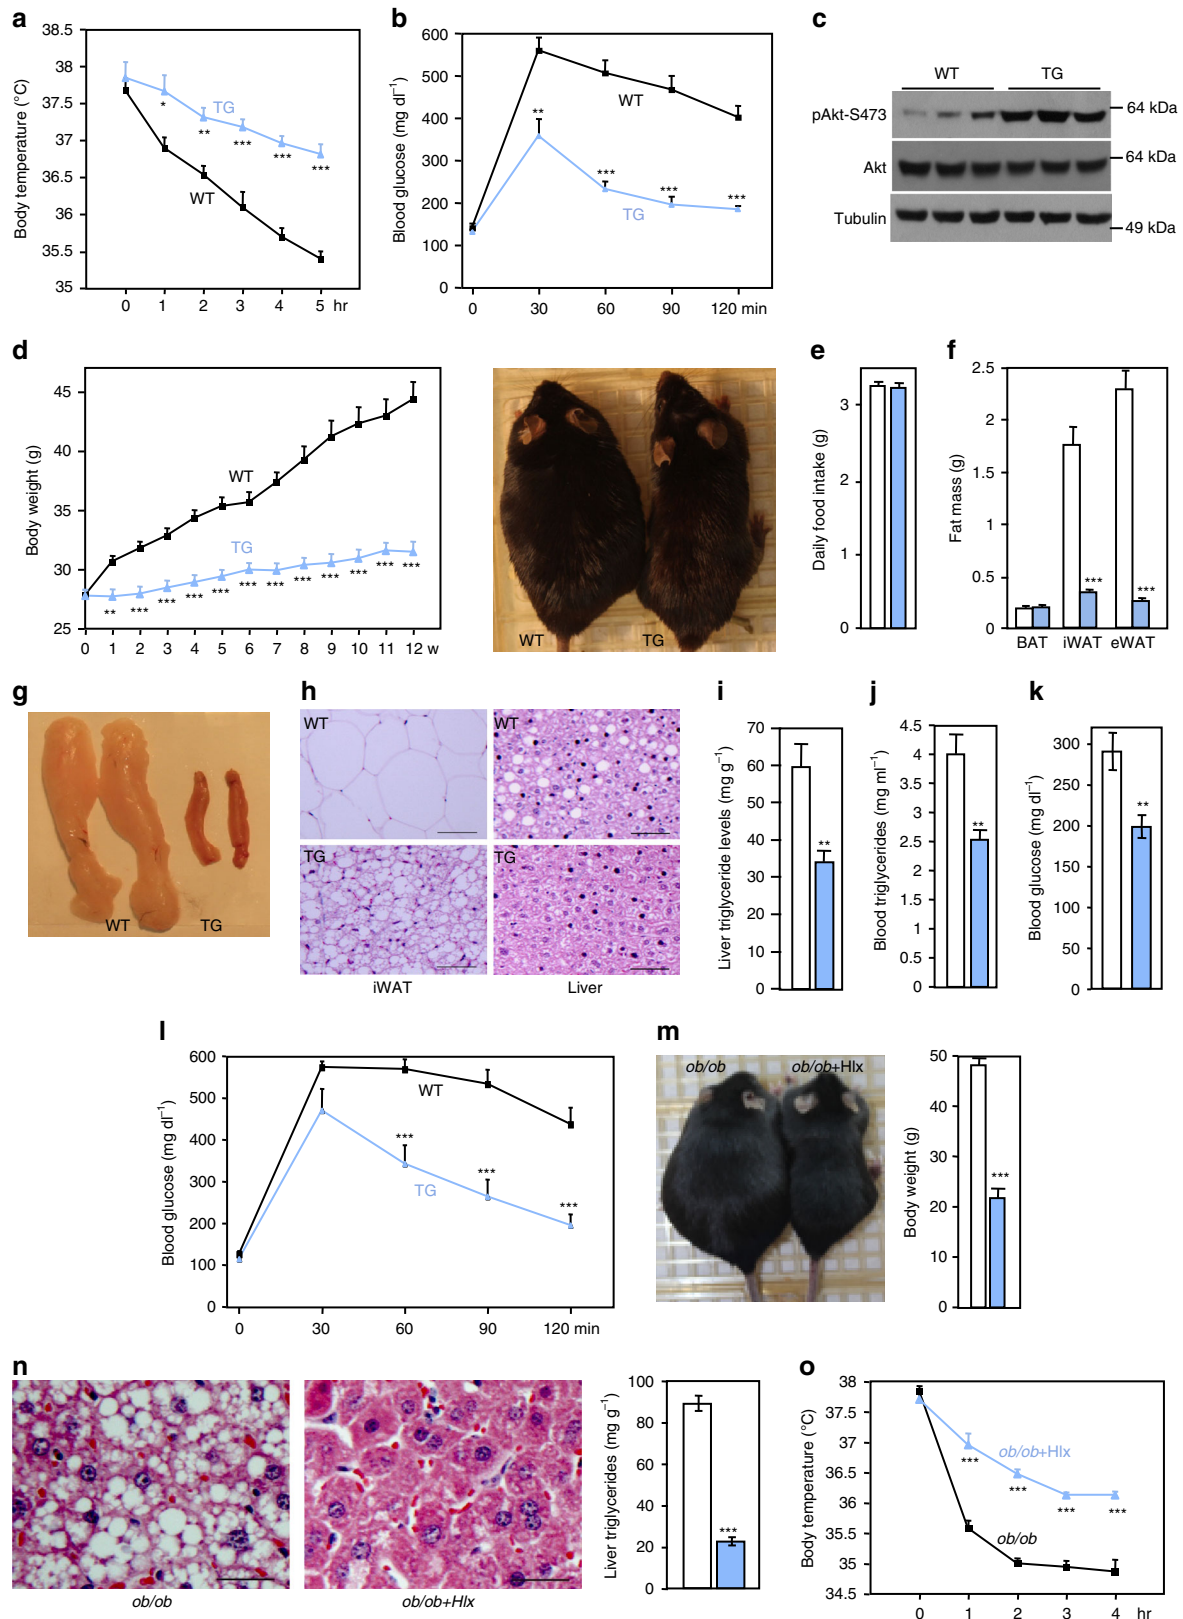 a
Body temperature (°C)
38.5
38
37.5
37
36.5
36
35.5
35
TG
WT
*
**
***
***
***
0 1 2 3 4 5 hr
b
Blood glucose (mg dl⁻¹)
600
500
400
300
200
100
0
WT
TG
**
***
***
***
0 30 60 90 120 min
c
WT TG
pAkt-S473 64 kDa
Akt 64 kDa
Tubulin 49 kDa
d
Body weight (g)
45
40
35
30
25
WT
TG
** *** *** *** *** *** *** *** *** *** *** ***
0 1 2 3 4 5 6 7 8 9 10 11 12 w
WT TG
e
Daily food intake (g)
3
2
1
0
f
Fat mass (g)
2.5
2
1.5
1
0.5
0
***
***
BAT iWAT eWAT
g
WT TG
h
WT WT
TG TG
iWAT Liver
i
Liver triglyceride levels (mg g⁻¹)
70
60
50
40
30
20
10
0
**
j
Blood triglycerides (mg ml⁻¹)
4.5
4
3.5
3
2.5
2
1.5
1
0.5
0
**
k
Blood glucose (mg dl⁻¹)
300
250
200
150
100
50
0
**
l
Blood glucose (mg dl⁻¹)
600
500
400
300
200
100
0
WT
TG
***
***
***
0 30 60 90 120 min
m
ob/ob ob/ob+Hlx
Body weight (g)
50
40
30
20
10
0
***
n
ob/ob ob/ob+Hlx
Liver triglycerides (mg g⁻¹)
100
80
60
40
20
0
***
o
Body temperature (°C)
38
37.5
37
36.5
36
35.5
35
34.5
ob/ob+Hlx
ob/ob
***
***
***
***
0 1 2 3 4 hr